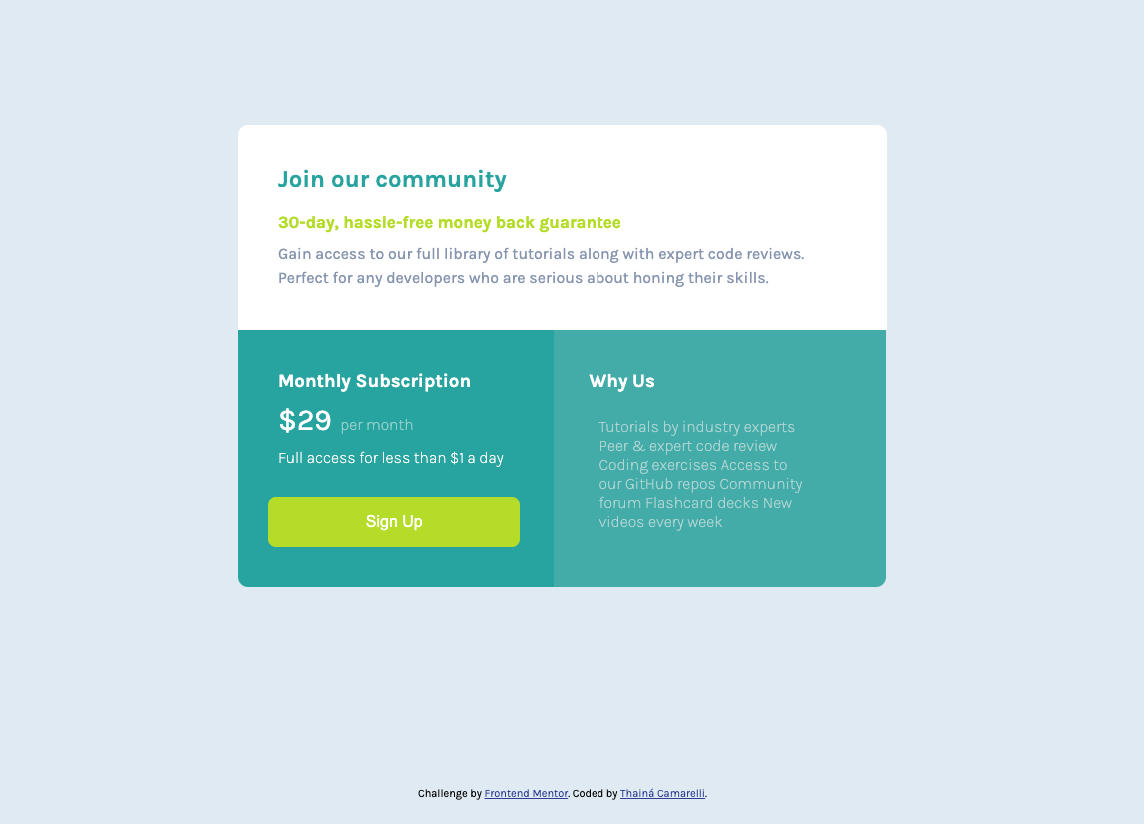 Join our community
30-day, hassle-free money back guarantee
Gain access to our full library of tutorials along with expert code reviews.
Perfect for any developers who are serious about honing their skills.
Monthly Subscription
$29 per month
Full access for less than $1 a day
Sign Up
Why Us
Tutorials by industry experts
Peer & expert code review
Coding exercises Access to
our GitHub repos Community
forum Flashcard decks New
videos every week
Challenge by Frontend Mentor. Coded by Thainá Camarelli.